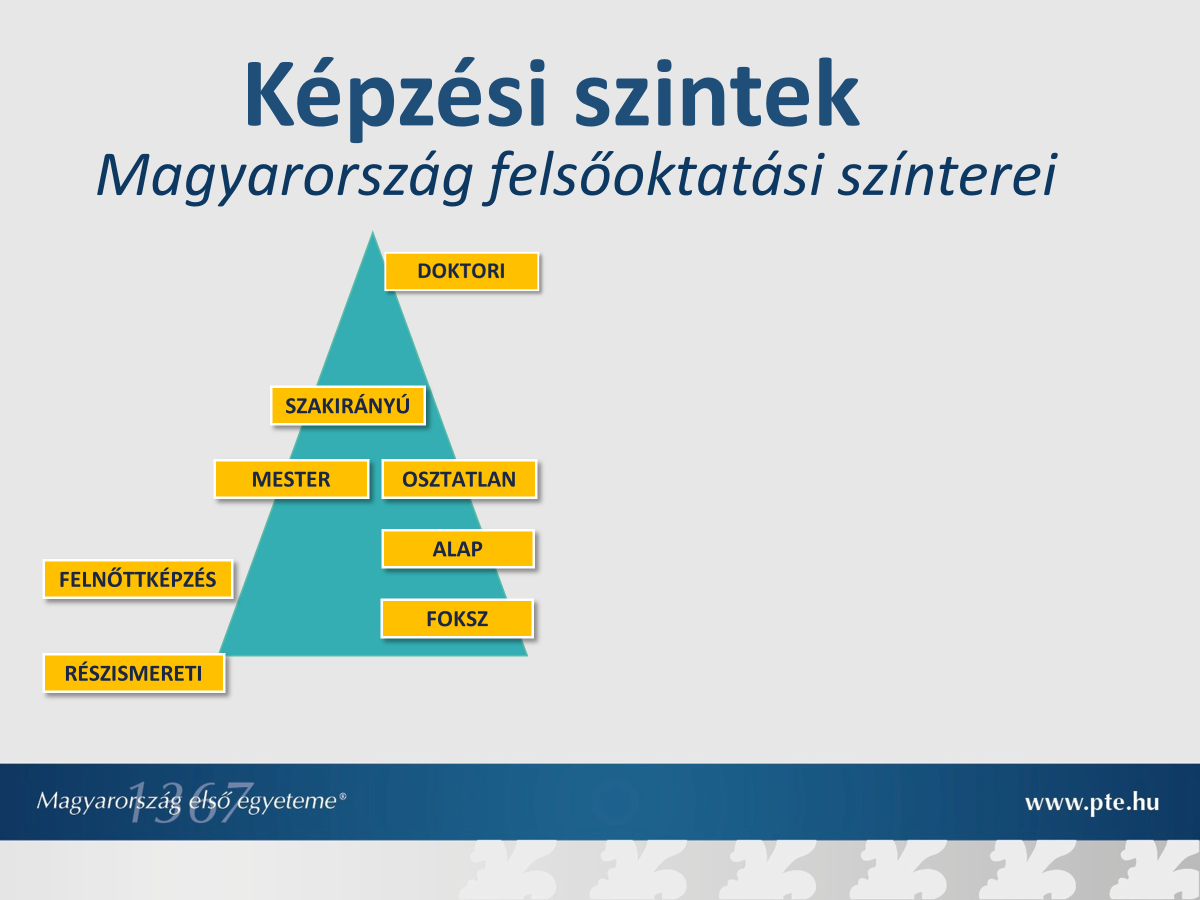 Képzési szintek
Magyarország felsőoktatási színterei
DOKTORI
SZAKIRÁNYÚ
MESTER
OSZTATLAN
ALAP
FELNŐTTKÉPZÉS
FOKSZ
RÉSZISMERETI
1367
Magyarország első egyeteme®
www.pte.hu